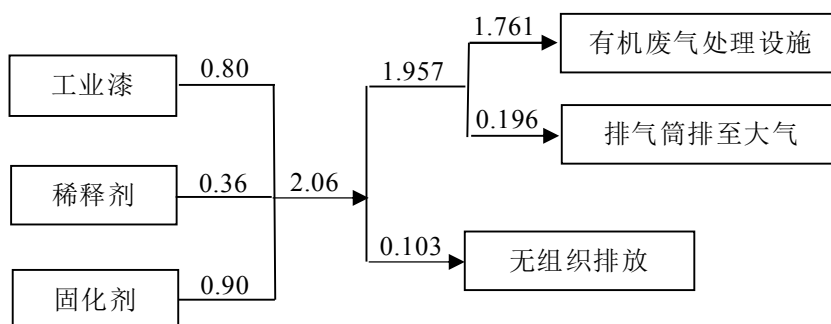 1.761
有机废气处理设施
工业漆
0.80
1.957
0.196
排气筒排至大气
稀释剂
0.36
2.06
0.103
无组织排放
固化剂
0.90